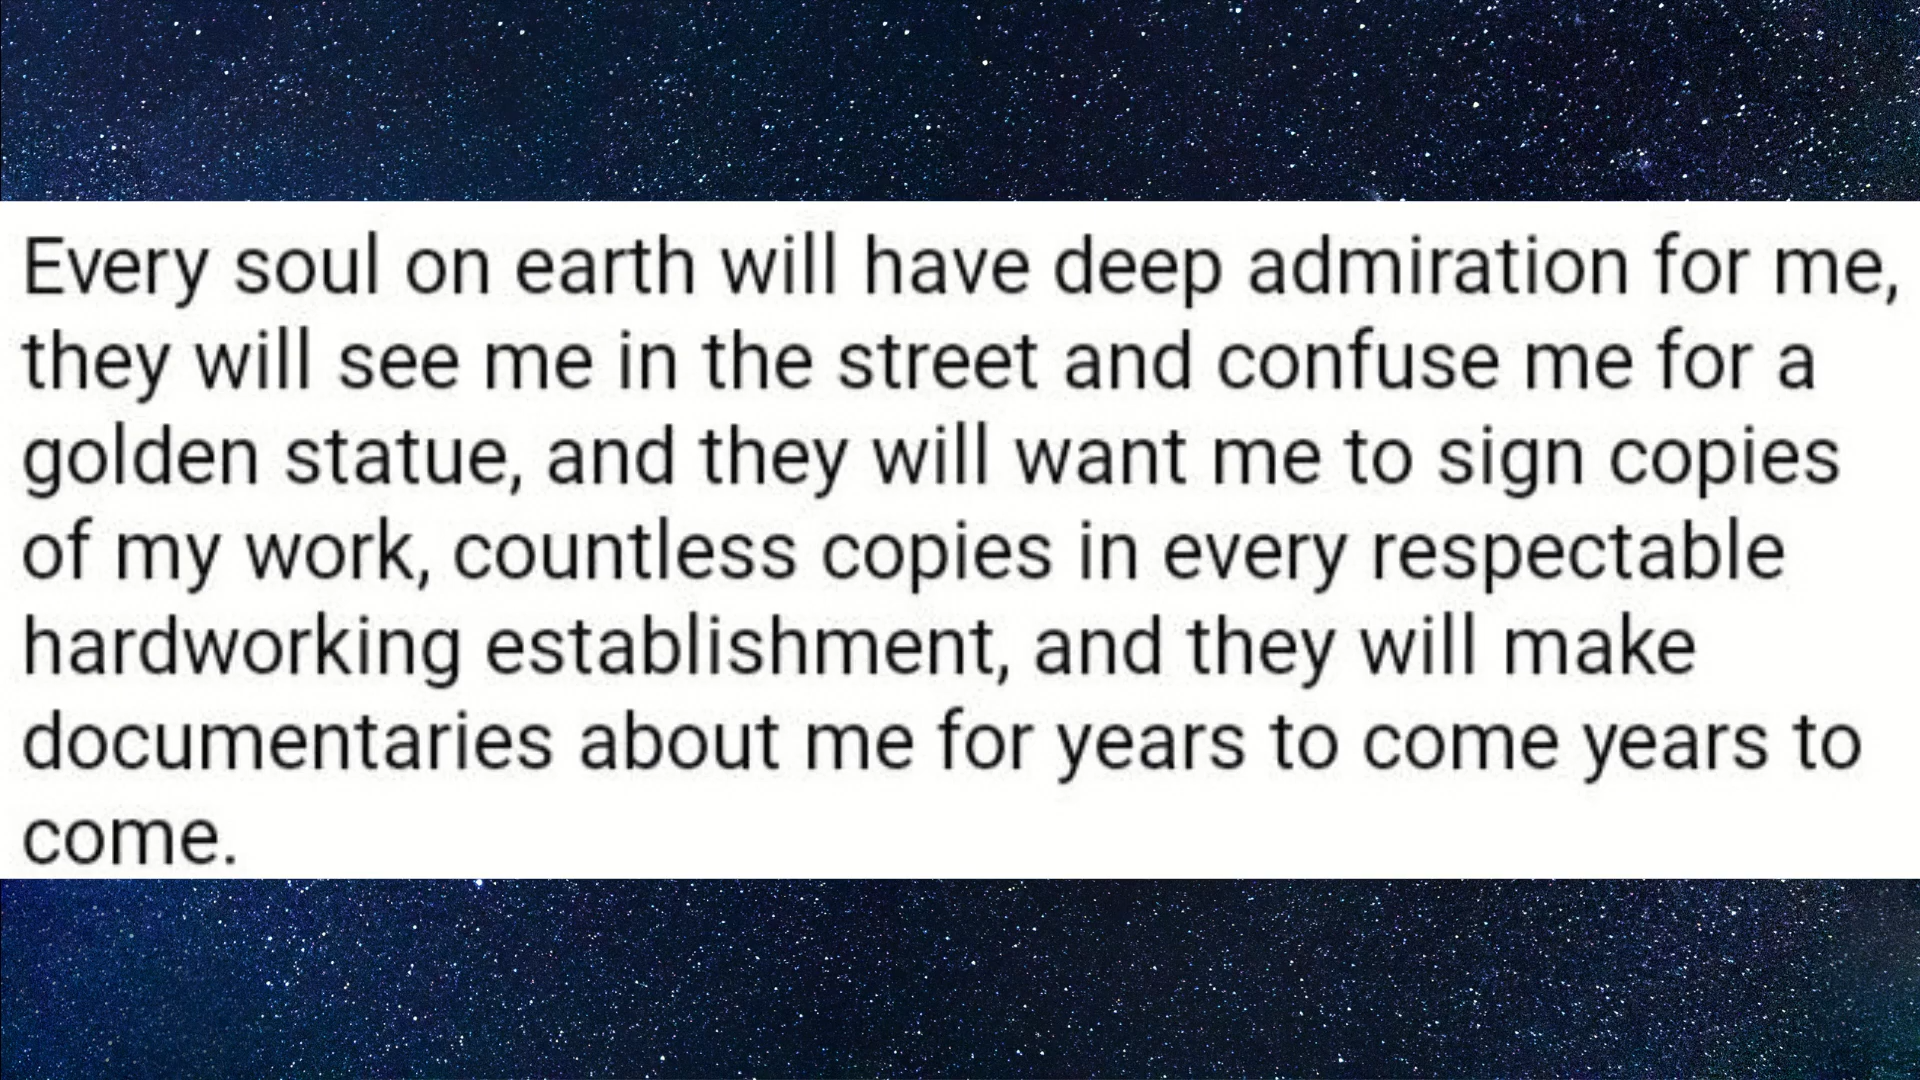 Every soul on earth will have deep admiration for me,
they will see me in the street and confuse me for a
golden statue, and they will want me to sign copies
of my work, countless copies in every respectable
hardworking establishment, and they will make
documentaries about me for years to come years to
come.